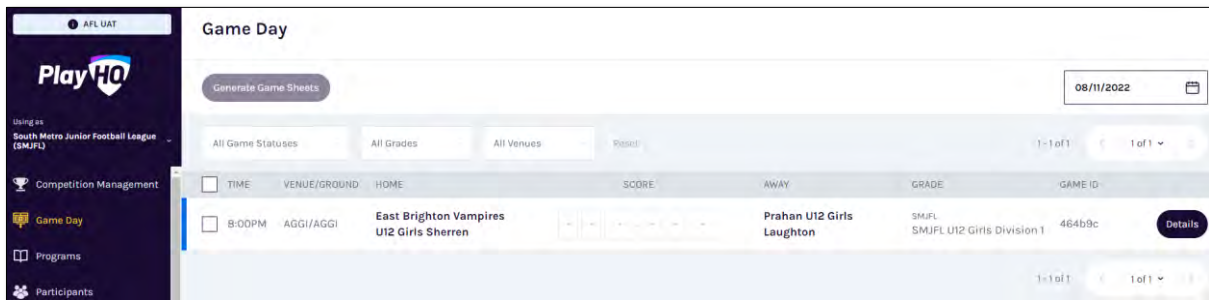 AFL UAT
PlayHQ
Using as
South Metro Junior Football League
(SMJFL)
Competition Management
Game Day
Programs
Participants
Game Day
Generate Game Sheets
08/11/2022
All Game Statuses
All Grades
All Venues
Reset
1-1 of 1
1 of 1
TIME VENUE/GROUND HOME SCORE AWAY GRADE GAME ID
8:00PM AGGI/AGGI East Brighton Vampires
U12 Girls Sherren
- - - - - - -
Prahan U12 Girls
Laughton
SMJFL
SMJFL U12 Girls Division 1
464b9c
Details
1-1 of 1
1 of 1